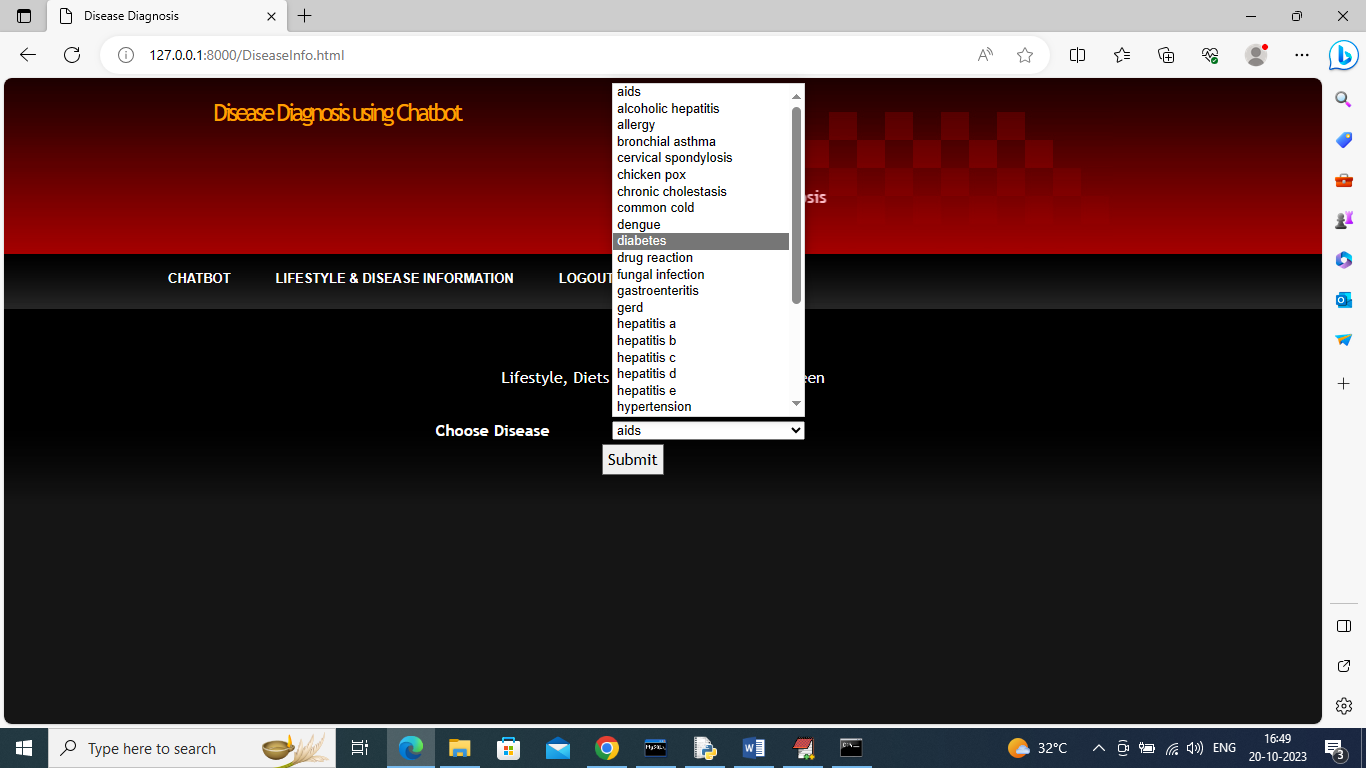 Disease Diagnosis
127.0.0.1:8000/DiseaseInfo.html
Disease Diagnosis using Chatbot
osis
CHATBOT
LIFESTYLE & DISEASE INFORMATION
LOGOUT
aids
alcoholic hepatitis
allergy
bronchial asthma
cervical spondylosis
chicken pox
chronic cholestasis
common cold
dengue
diabetes
drug reaction
fungal infection
gastroenteritis
gerd
hepatitis a
hepatitis b
hepatitis c
hepatitis d
hepatitis e
hypertension
Lifestyle, Diets
een
Choose Disease
aids
Submit
Type here to search
32°C
ENG
16:49
20-10-2023
3